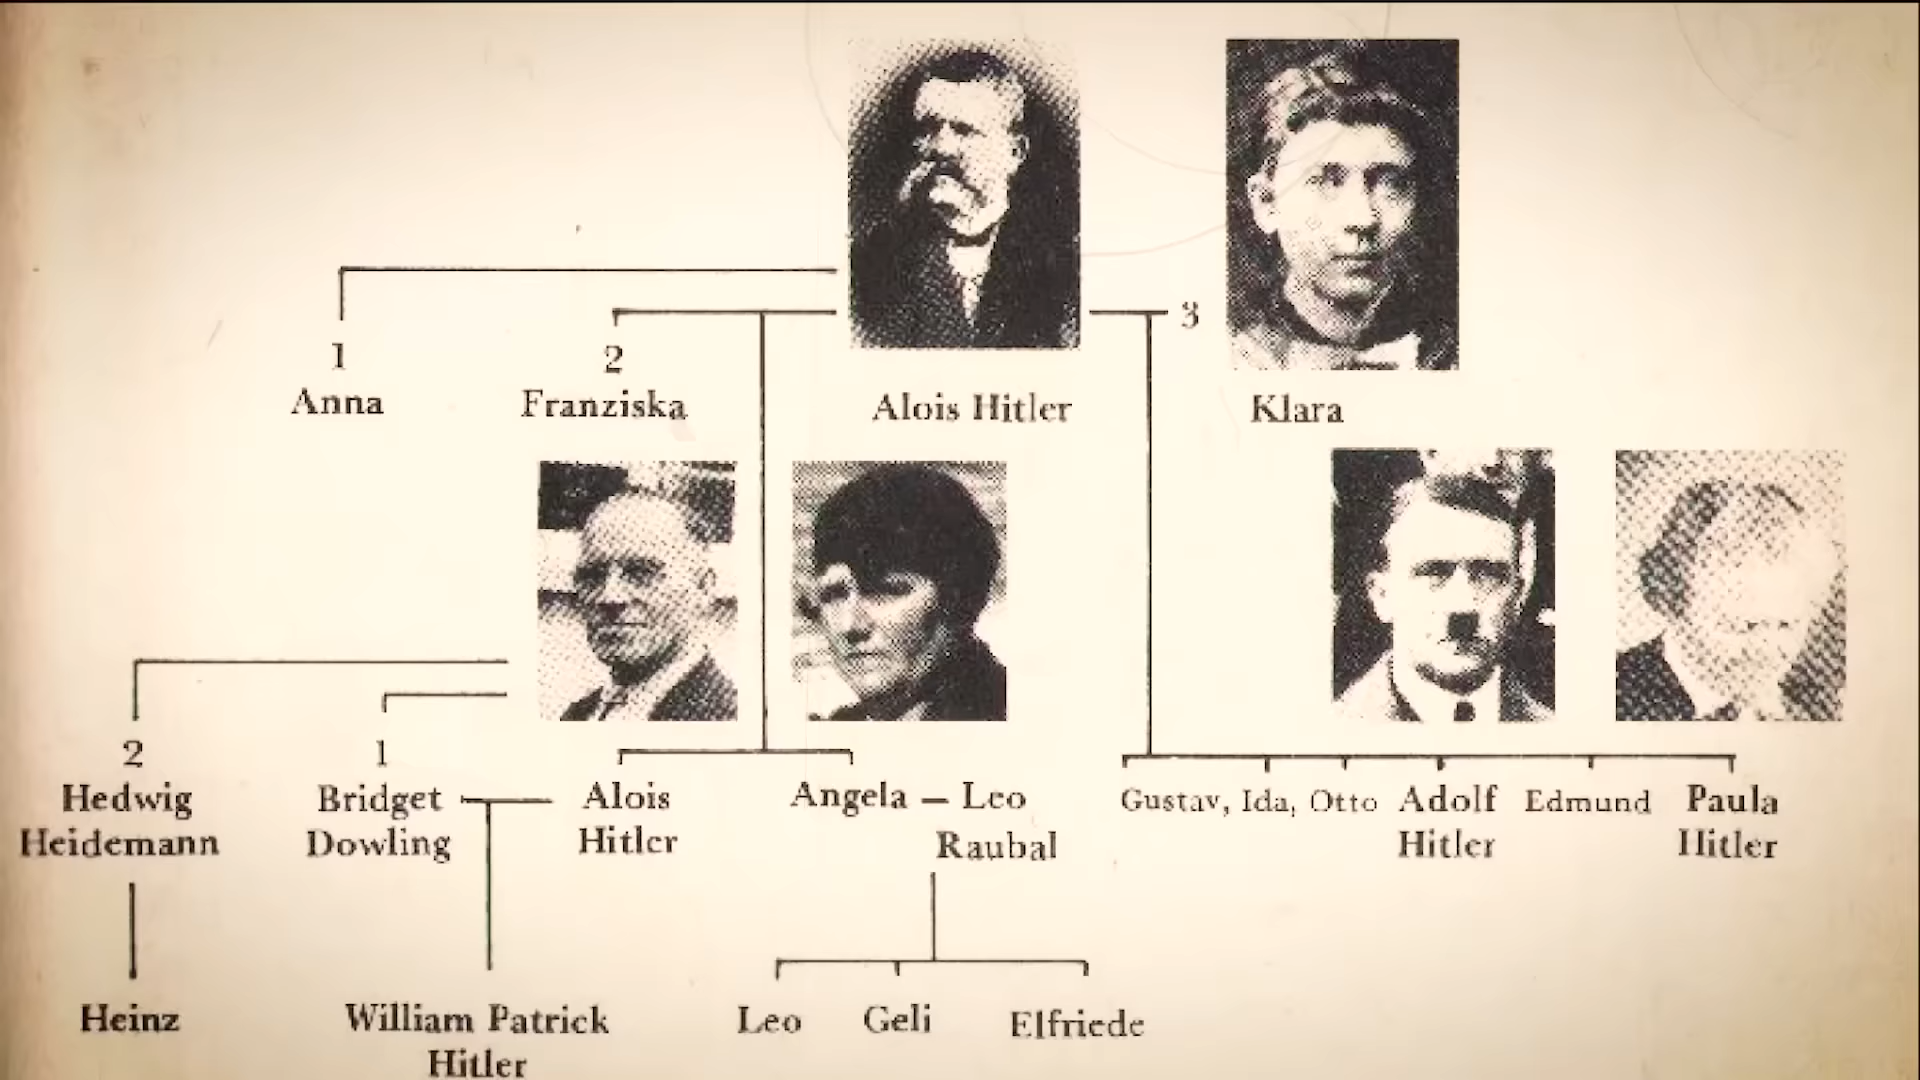 3
1
2
Anna
Franziska
Alois Hitler
Klara
2
1
Hedwig
Heidemann
Bridget
Dowling
Alois
Hitler
Angela – Leo
Raubal
Gustav, Ida, Otto
Adolf
Hitler
Edmund
Paula
Hitler
Heinz
William Patrick
Hitler
Leo
Geli
Elfriede